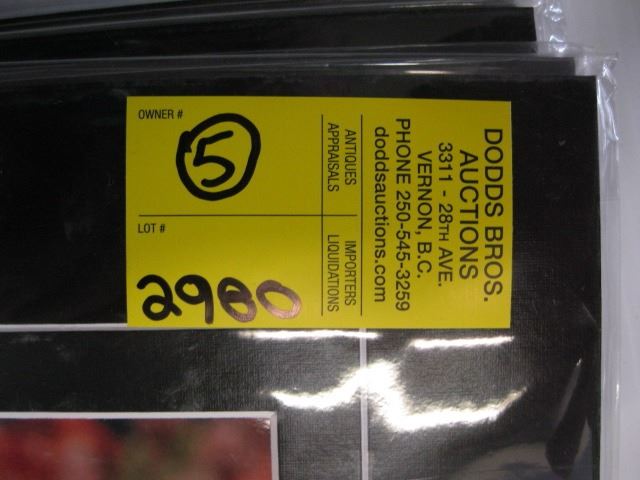 DODDS BROS.
AUCTIONS
3311 - 28TH AVE.
VERNON, B.C.
PHONE 250-545-3259
doddsauctions.com
ANTIQUES IMPORTERS
APPRAISALS LIQUIDATIONS
OWNER #
5
LOT #
2980